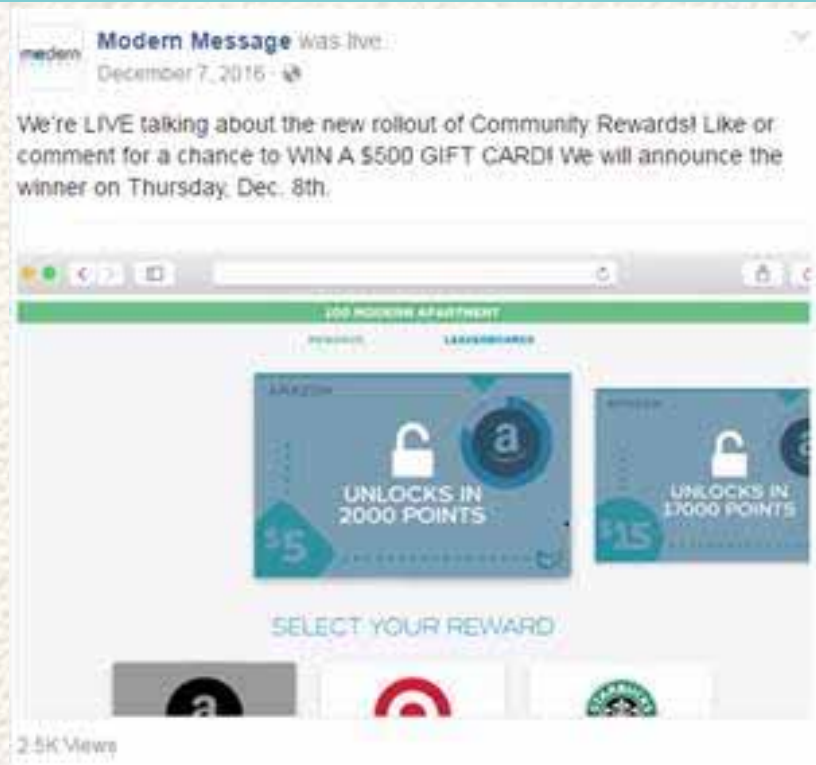 modern
Modern Message was live.
December 7, 2016
We're LIVE talking about the new rollout of Community Rewards! Like or
comment for a chance to WIN A $500 GIFT CARD! We will announce the
winner on Thursday, Dec. 8th.
100 MODERN APARTMENT
REWARDS LEADERBOARDS
AMAZON
a
UNLOCKS IN
2000 POINTS
$5
AMAZON
a
UNLOCKS IN
17000 POINTS
$15
SELECT YOUR REWARD
a
STARBUCKS
2.5K Views